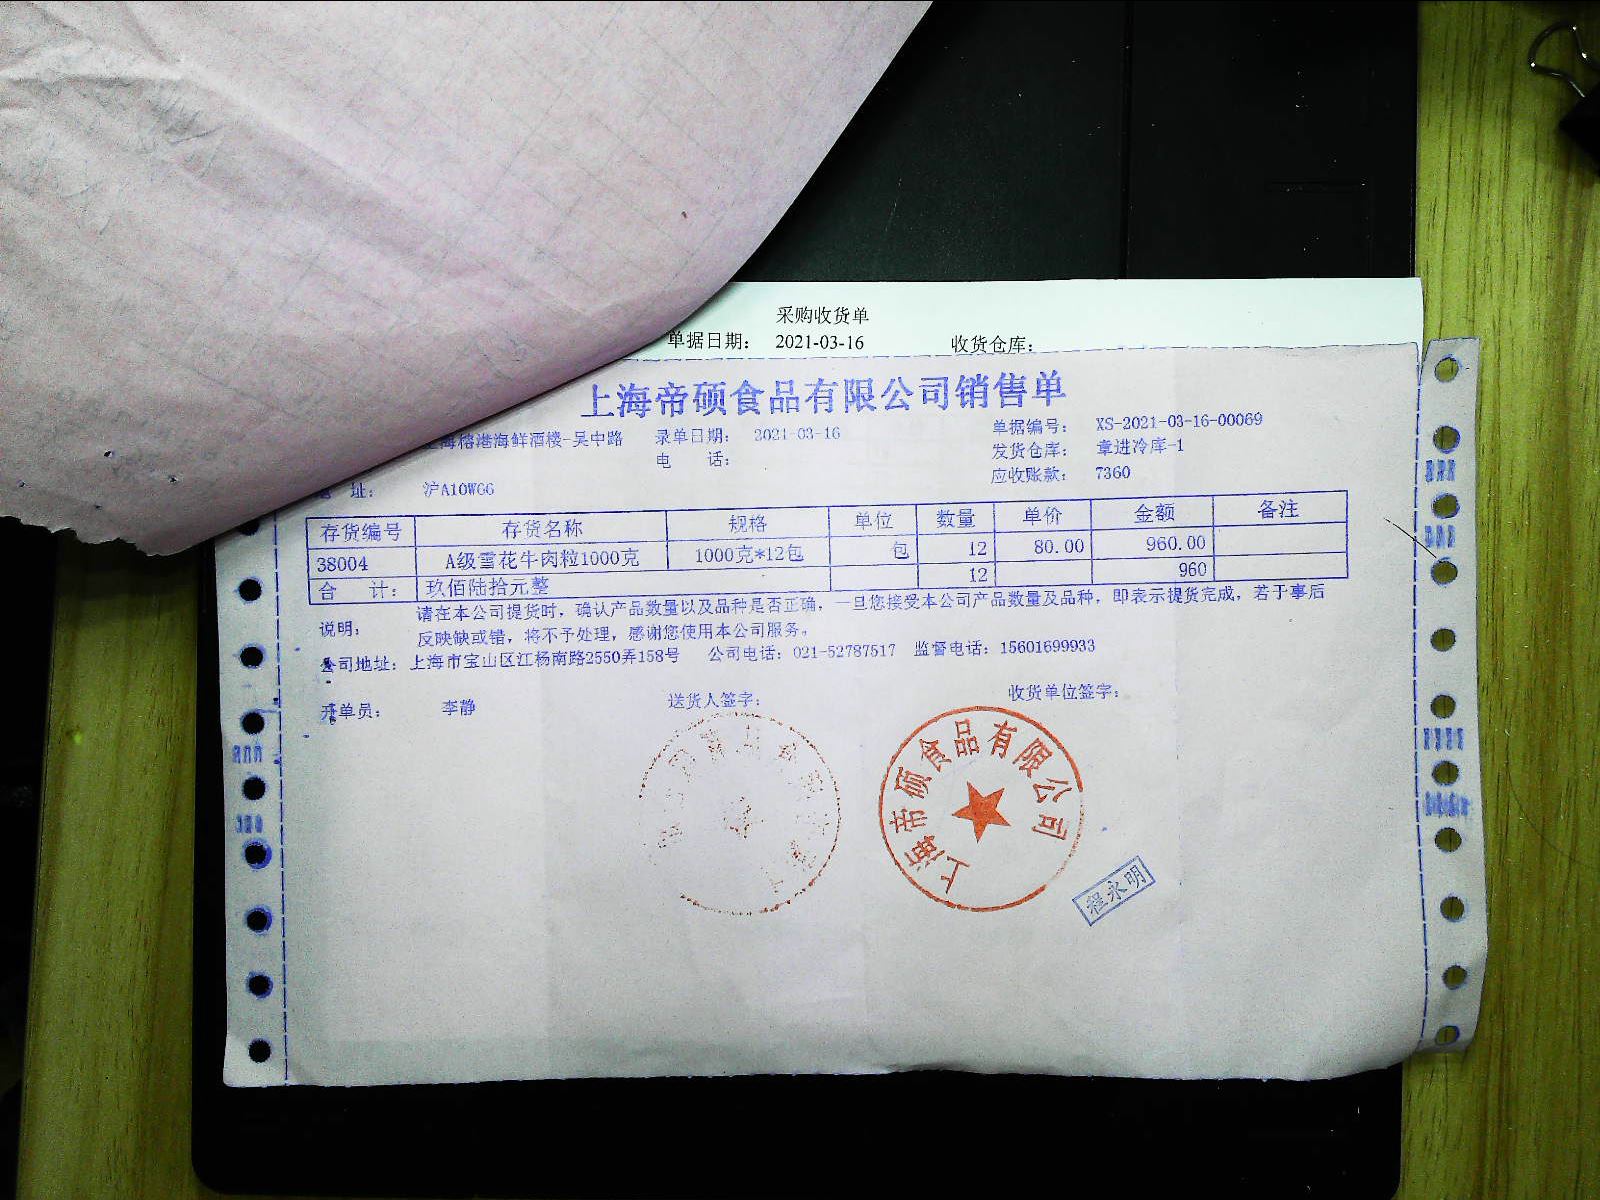 采购收货单
单据日期： 2021-03-16 收货仓库：
上海帝硕食品有限公司销售单
海榕港海鲜酒楼-吴中路 录单日期： 2021-03-16 单据编号： XS-2021-03-16-00069
电 话： 发货仓库： 章进冷库-1
址： 沪A10W66 应收账款： 7360
存货编号 存货名称 规格 单位 数量 单价 金额 备注
38004 A级雪花牛肉粒1000克 1000克*12包 包 12 80.00 960.00
合 计： 玖佰陆拾元整 12 960
说明： 请在本公司提货时，确认产品数量以及品种是否正确，一旦您接受本公司产品数量及品种，即表示提货完成，若于事后
反映缺或错，将不予处理，感谢您使用本公司服务。
公司地址：上海市宝山区江杨南路2550弄158号 公司电话：021-52787517 监督电话：15601699933
开单员： 李静 送货人签字： 收货单位签字：
上海帝硕食品有限公司
程永明